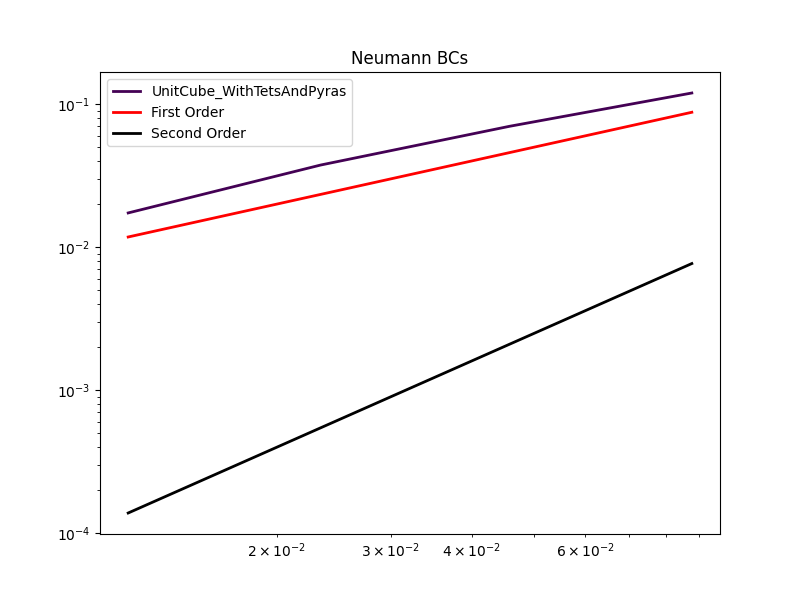 Neumann BCs
UnitCube_WithTetsAndPyras
First Order
Second Order
10⁻¹
10⁻²
10⁻³
10⁻⁴
2 × 10⁻² 3 × 10⁻² 4 × 10⁻² 6 × 10⁻²